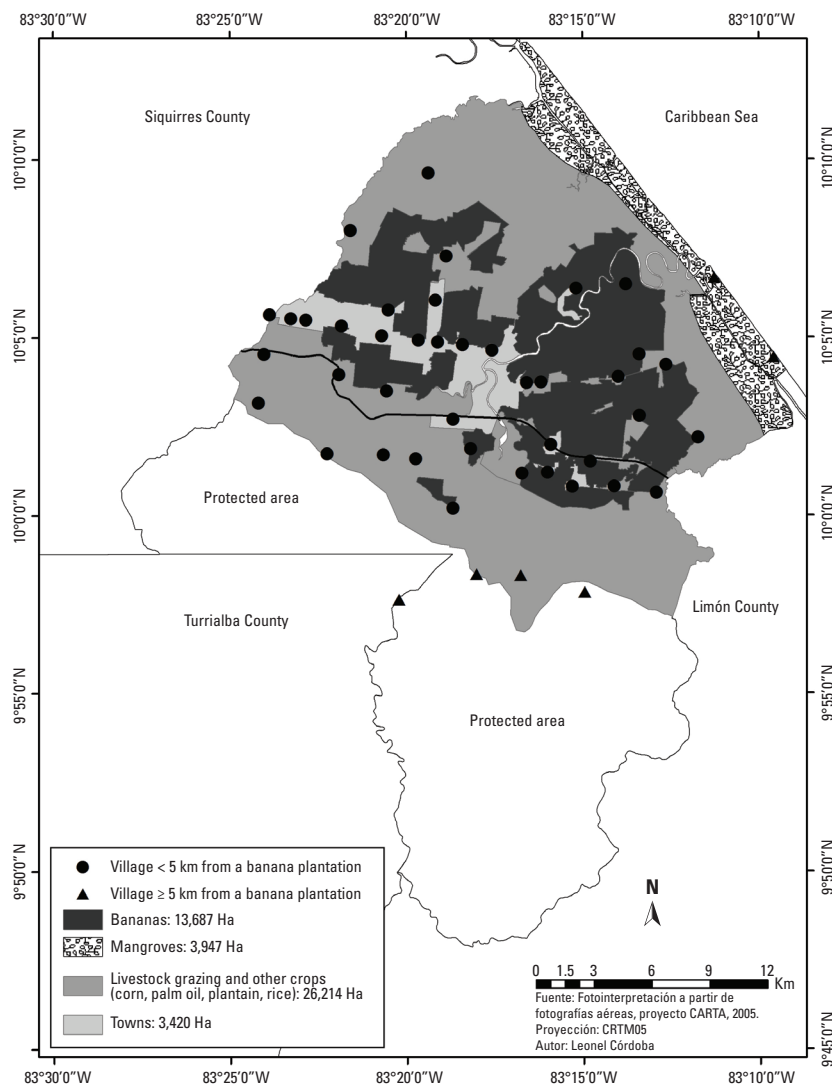 83°30'0"W 83°25'0"W 83°20'0"W 83°15'0"W 83°10'0"W
Siquirres County
Caribbean Sea
10°10'0"N
10°10'0"N
10°5'0"N
10°5'0"N
Protected area
10°0'0"N
10°0'0"N
Turrialba County
Limón County
Protected area
9°55'0"N
9°55'0"N
9°50'0"N
9°50'0"N
Village < 5 km from a banana plantation
Village ≥ 5 km from a banana plantation
Bananas: 13,687 Ha
Mangroves: 3,947 Ha
Livestock grazing and other crops
(corn, palm oil, plantain, rice): 26,214 Ha
Towns: 3,420 Ha
N
0 1.5 3 6 9 12
Km
Fuente: Fotointerpretación a partir de
fotografías aéreas, proyecto CARTA, 2005.
Proyección: CRTM05
Autor: Leonel Córdoba
9°45'0"N
9°45'0"N
83°30'0"W 83°25'0"W 83°20'0"W 83°15'0"W 83°10'0"W